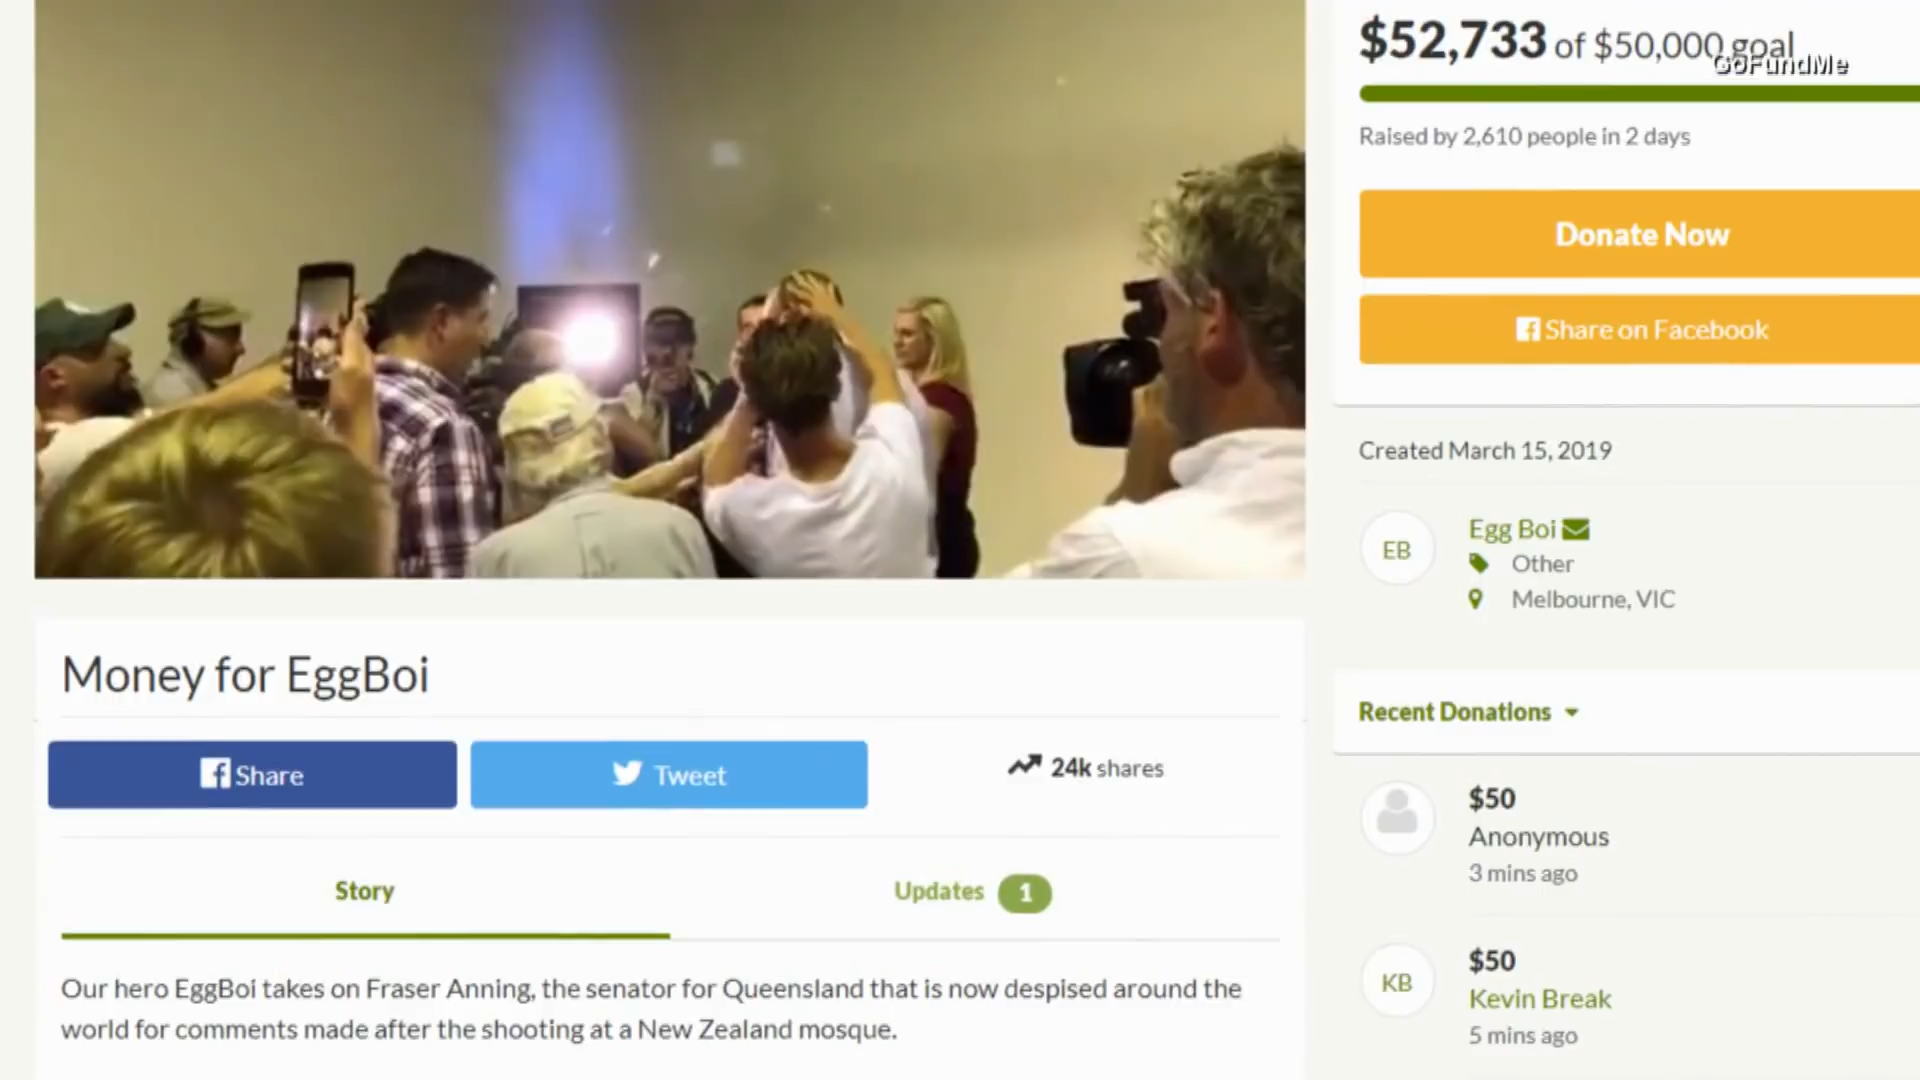 $52,733 of $50,000 goal
GoFundMe
Raised by 2,610 people in 2 days
Donate Now
Share on Facebook
Created March 15, 2019
EB
Egg Boi
Other
Melbourne, VIC
Money for EggBoi
Share
Tweet
24k shares
Story
Updates 1
Our hero EggBoi takes on Fraser Anning, the senator for Queensland that is now despised around the
world for comments made after the shooting at a New Zealand mosque.
Recent Donations
$50
Anonymous
3 mins ago
KB
$50
Kevin Break
5 mins ago